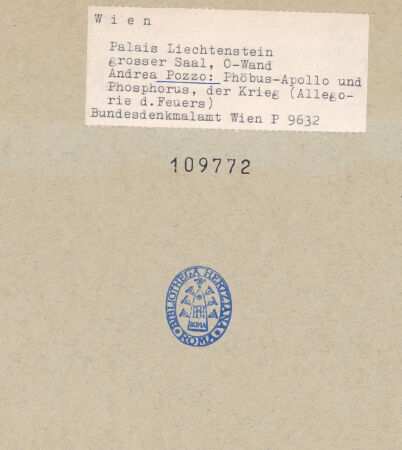 W i e n
Palais Liechtenstein
grosser Saal, O-Wand
Andrea Pozzo: Phöbus-Apollo und
Phosphorus, der Krieg (Allego-
rie d.Feuers)
Bundesdenkmalamt Wien P 9632
109772
BIBLIOTHECA HERTZIANA
ROMA
ROMA